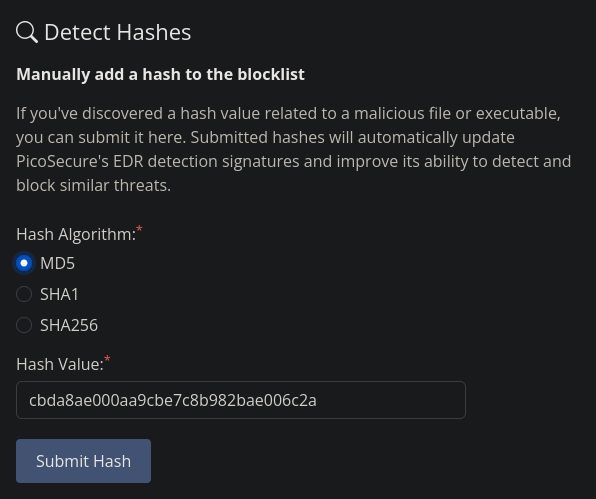 Detect Hashes
Manually add a hash to the blocklist
If you've discovered a hash value related to a malicious file or executable,
you can submit it here. Submitted hashes will automatically update
PicoSecure's EDR detection signatures and improve its ability to detect and
block similar threats.
Hash Algorithm:*
MD5
SHA1
SHA256
Hash Value:*
cbda8ae000aa9cbe7c8b982bae006c2a
Submit Hash